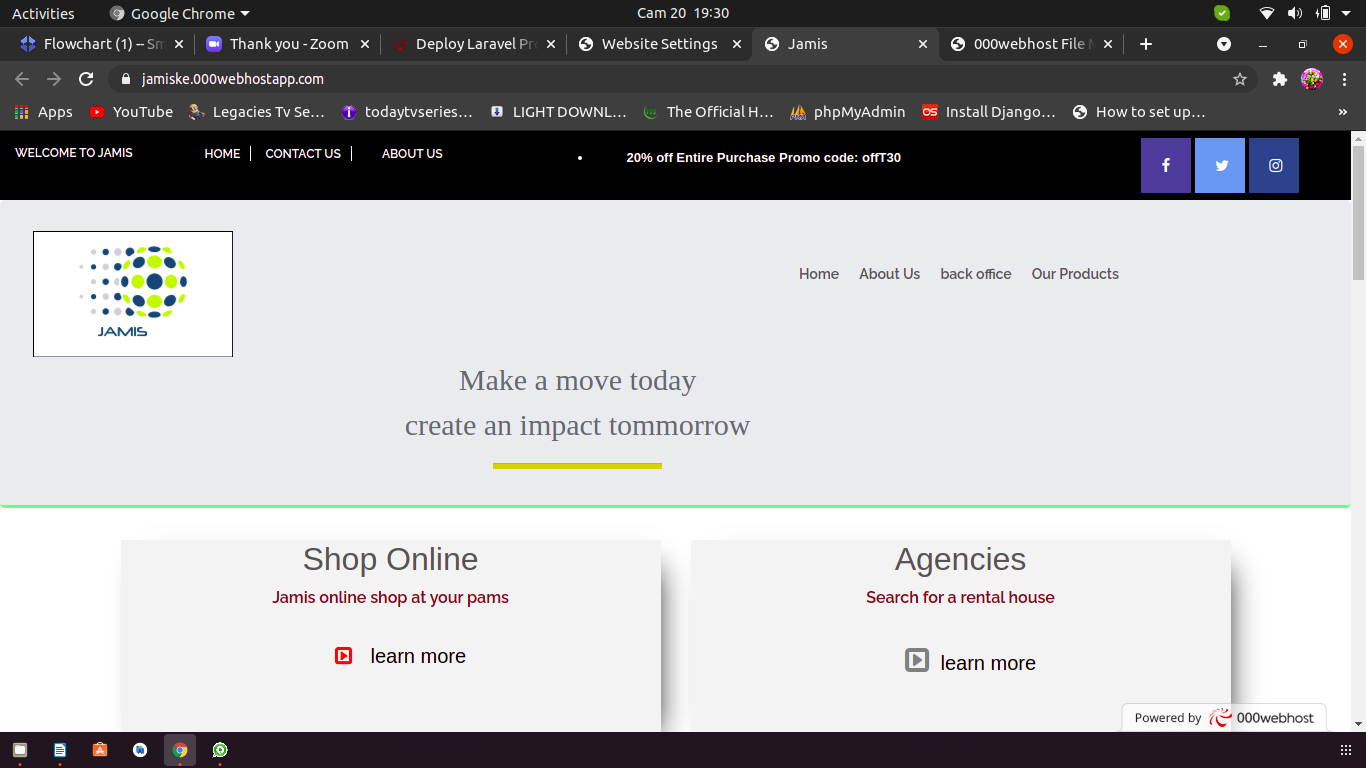 Activities
Google Chrome
Cam 20 19:30
Flowchart (1) -- Sm
Thank you - Zoom
Deploy Laravel Pro
Website Settings
Jamis
000webhost File M
jamiske.000webhostapp.com
Apps
YouTube
Legacies Tv Se...
todaytvseries...
LIGHT DOWNL...
The Official H...
phpMyAdmin
OS
Install Django...
How to set up...
»
WELCOME TO JAMIS
HOME
CONTACT US
ABOUT US
20% off Entire Purchase Promo code: offT30
JAMIS
Home
About Us
back office
Our Products
Make a move today
create an impact tommorrow
Shop Online
Jamis online shop at your pams
learn more
Agencies
Search for a rental house
learn more
Powered by 000webhost